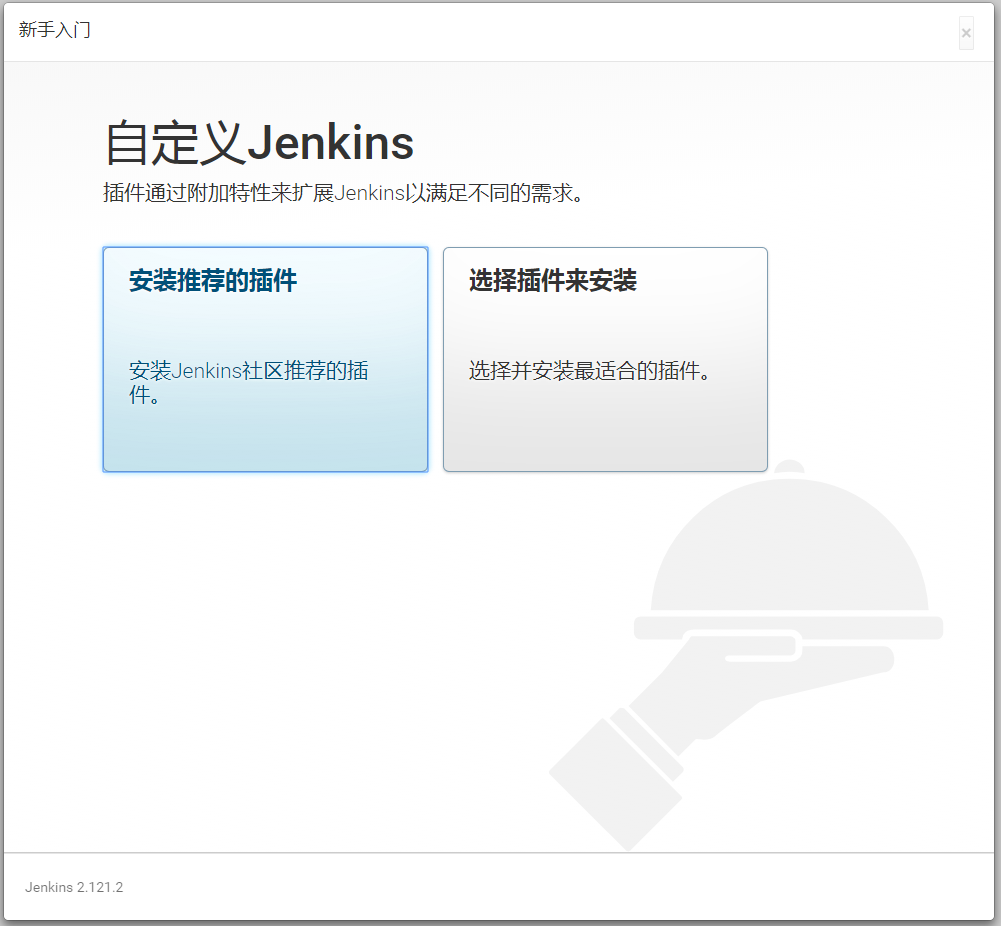 新手入门
×
自定义Jenkins
插件通过附加特性来扩展Jenkins以满足不同的需求。
安装推荐的插件
安装Jenkins社区推荐的插
件。
选择插件来安装
选择并安装最适合的插件。
Jenkins 2.121.2